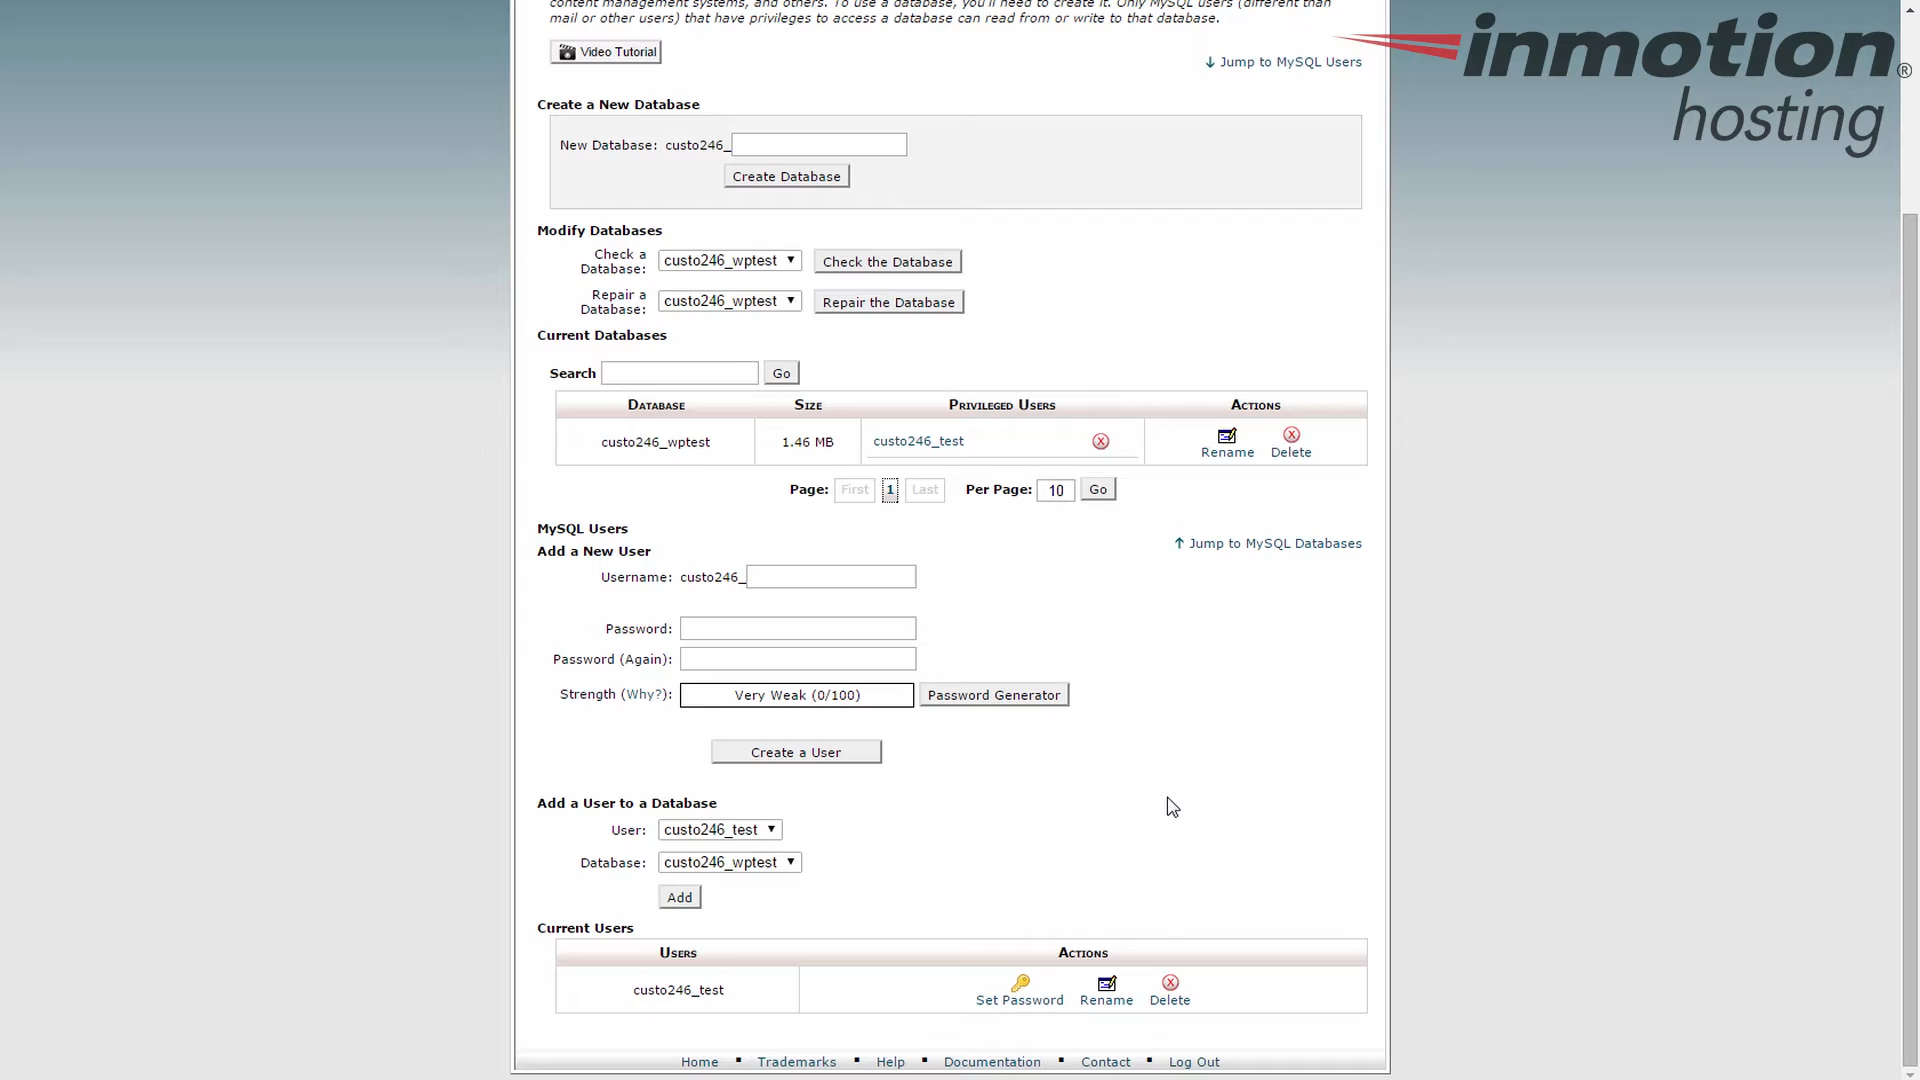 content management systems, and others. To use a database, you'll need to create it. Only MySQL users (different than
mail or other users) that have privileges to access a database can read from or write to that database.
Video Tutorial
↓ Jump to MySQL Users
inmotion®
hosting
Create a New Database
New Database: custo246_
Create Database
Modify Databases
Check a
Database: custo246_wptest ▼ Check the Database
Repair a
Database: custo246_wptest ▼ Repair the Database
Current Databases
Search Go
DATABASE SIZE PRIVILEGED USERS ACTIONS
custo246_wptest 1.46 MB custo246_test Rename Delete
Page: First 1 Last Per Page: 10 Go
MySQL Users
Add a New User
↑ Jump to MySQL Databases
Username: custo246_
Password:
Password (Again):
Strength (Why?): Very Weak (0/100) Password Generator
Create a User
Add a User to a Database
User: custo246_test ▼
Database: custo246_wptest ▼
Add
Current Users
USERS ACTIONS
custo246_test Set Password Rename Delete
Home ▪ Trademarks ▪ Help ▪ Documentation ▪ Contact ▪ Log Out